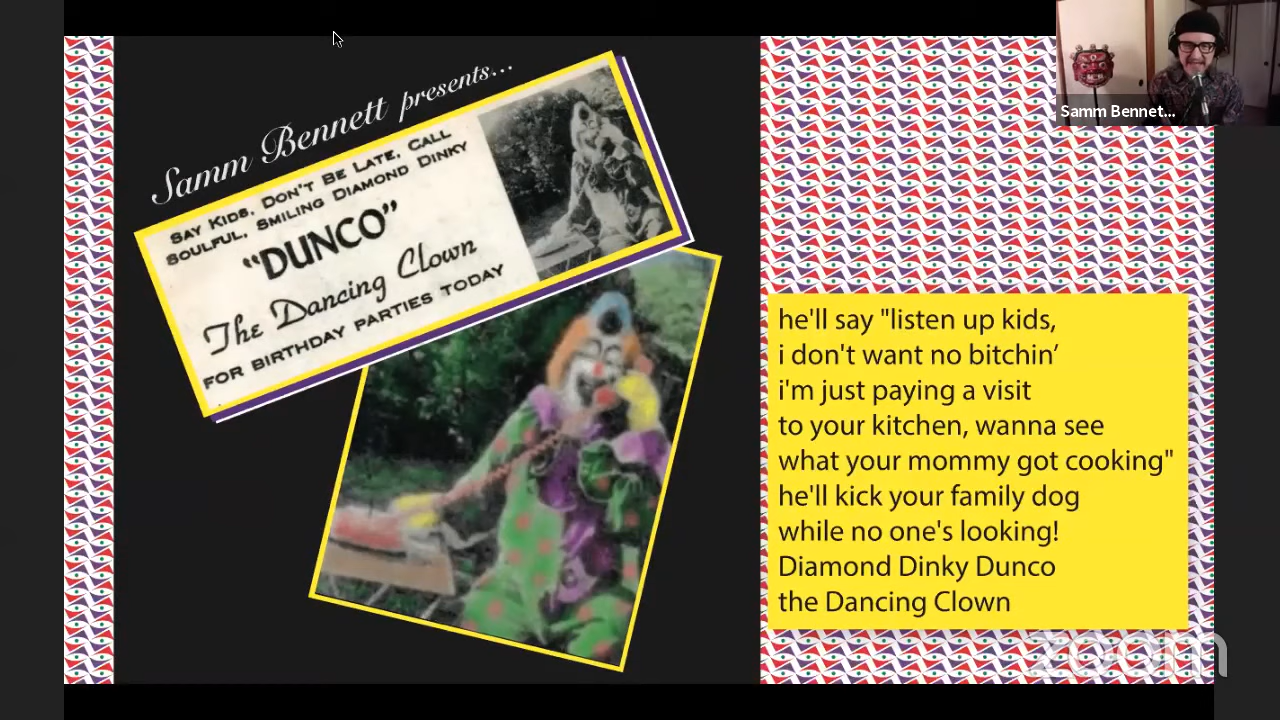 Samm Bennett presents...
SAY KIDS, DON'T BE LATE, CALL
SOULFUL, SMILING DIAMOND DINKY
"DUNCO"
The Dancing Clown
FOR BIRTHDAY PARTIES TODAY
Samm Bennet...
he'll say "listen up kids,
i don't want no bitchin’
i'm just paying a visit
to your kitchen, wanna see
what your mommy got cooking"
he'll kick your family dog
while no one's looking!
Diamond Dinky Dunco
the Dancing Clown
zoom